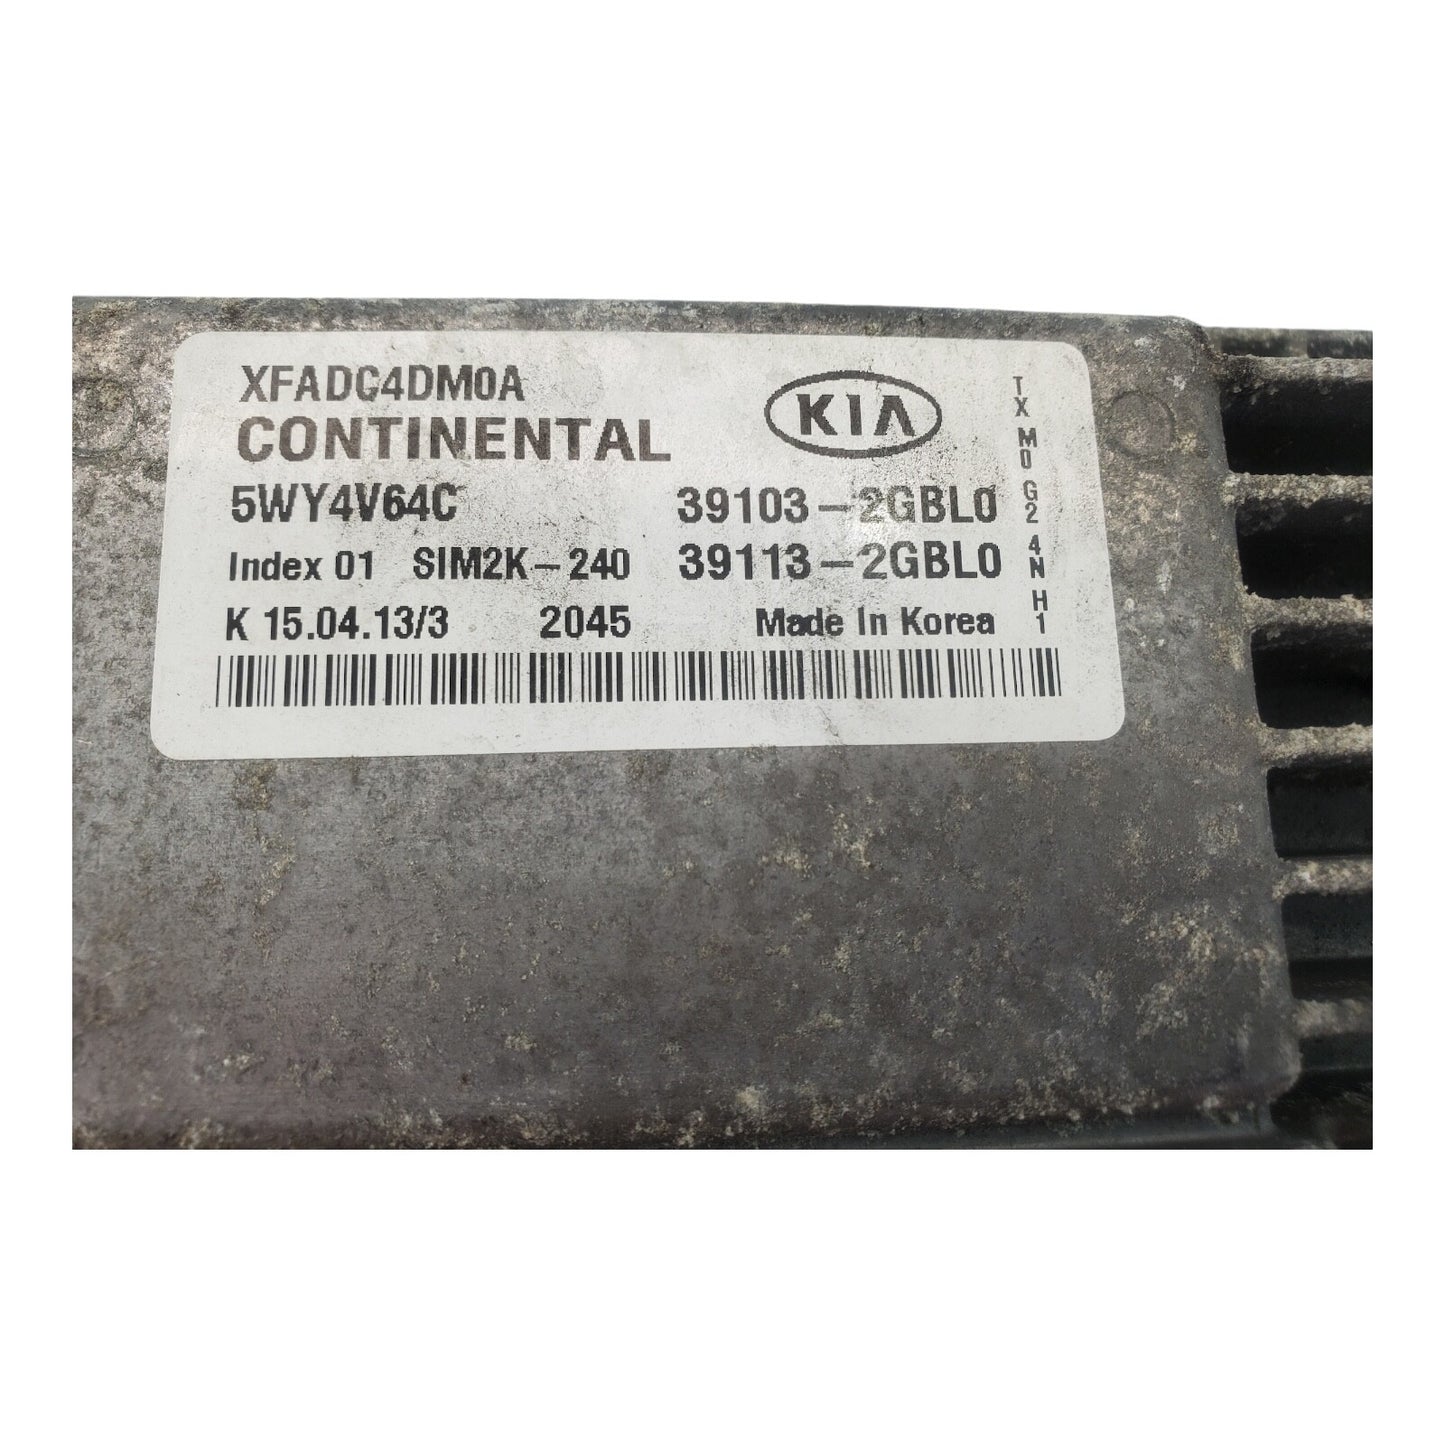 XFADC4DM0A
CONTINENTAL
KIA
5WY4V64C 39103-2GBL0
Index 01 SIM2K-240 39113-2GBL0
K 15.04.13/3 2045 Made In Korea
TX M0 G2 4N H1